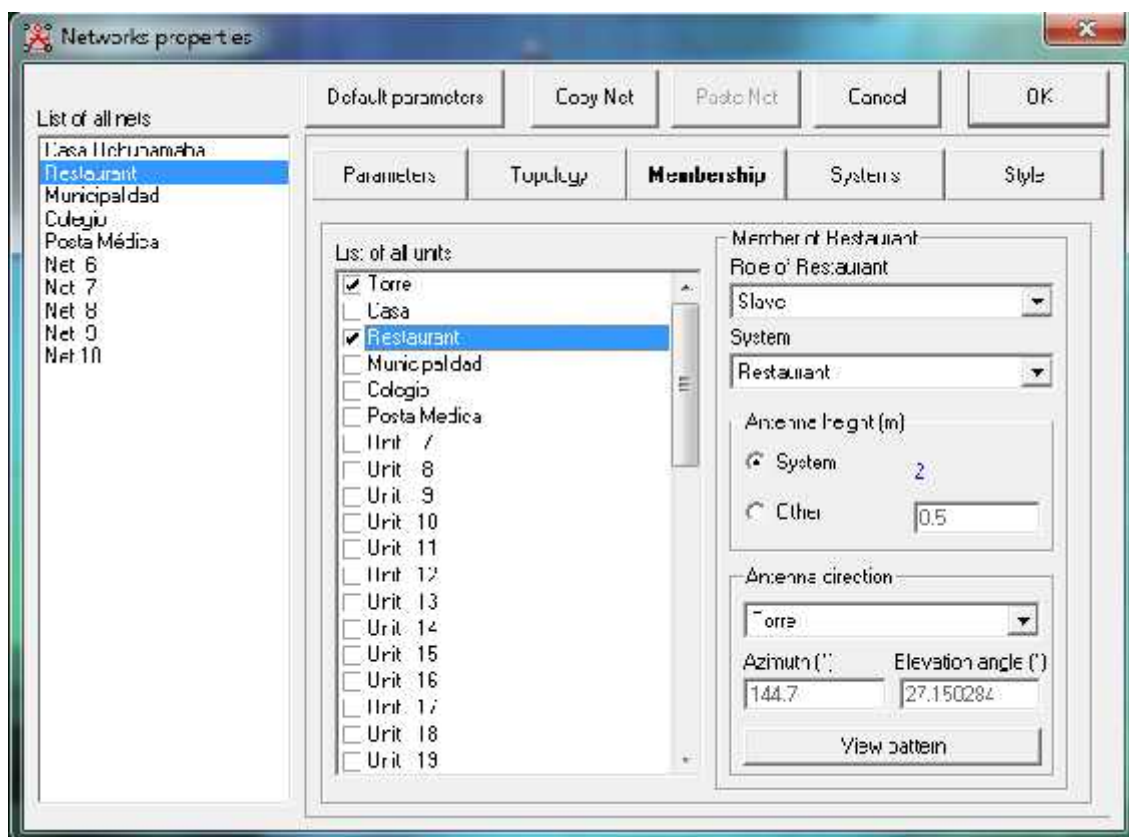 Networks properties
Default parameters
Copy Net
Paste Net
Cancel
OK
List of all nets
Casa
Restaurant
Municipaldad
Colegio
Posta Médica
Net 6
Net 7
Net 8
Net 9
Net 10
Parameters
Topology
Membership
Systems
Style
List of all units
Torre
Casa
Restaurant
Municipaldad
Colegio
Posta Medica
Unit 7
Unit 8
Unit 9
Unit 10
Unit 11
Unit 12
Unit 13
Unit 14
Unit 15
Unit 16
Unit 17
Unit 18
Unit 19
Member of Restaurant
Role of Restaurant
Slave
System
Restaurant
Antenna height (m)
System 2
Other 0.5
Antenna direction
Torre
Azimuth (°) Elevation angle (°)
144.7 27.150284
View pattern